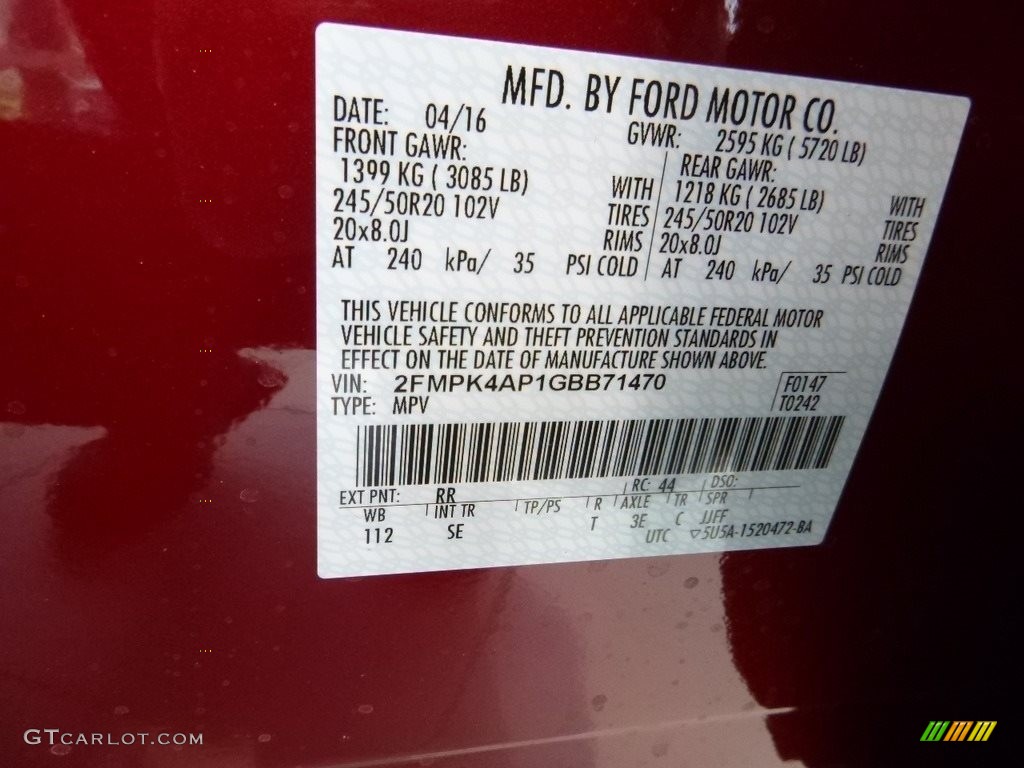 MFD. BY FORD MOTOR CO.
DATE: 04/16 GVWR: 2595 KG ( 5720 LB)
FRONT GAWR: REAR GAWR:
1399 KG ( 3085 LB) WITH 1218 KG ( 2685 LB) WITH
245/50R20 102V TIRES 245/50R20 102V TIRES
20x8.0J RIMS 20x8.0J RIMS
AT 240 kPa/ 35 PSI COLD AT 240 kPa/ 35 PSI COLD
THIS VEHICLE CONFORMS TO ALL APPLICABLE FEDERAL MOTOR
VEHICLE SAFETY AND THEFT PREVENTION STANDARDS IN
EFFECT ON THE DATE OF MANUFACTURE SHOWN ABOVE.
VIN: 2FMPK4AP1GBB71470 F0147
TYPE: MPV T0242
EXT PNT: RR RC: 44 DSO:
WB INT TR TP/PS R AXLE TR SPR
112 SE T 3E C JJFF
UTC ▽5U5A-1520472-BA
GTCARLOT.COM